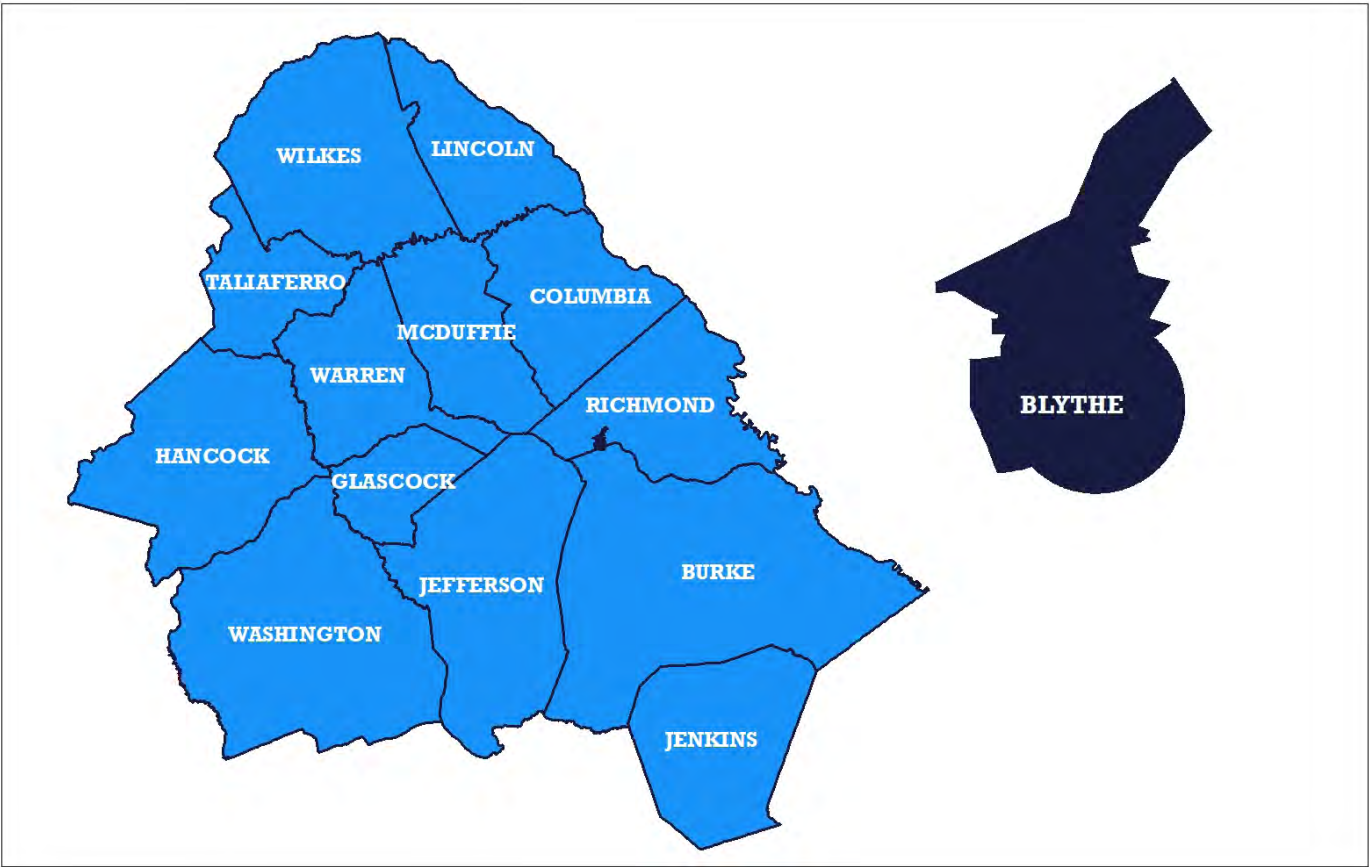 WILKES
LINCOLN
TALIAFERRO
COLUMBIA
MCDUFFIE
WARREN
RICHMOND
BLYTHE
HANCOCK
GLASCOCK
BURKE
JEFFERSON
WASHINGTON
JENKINS